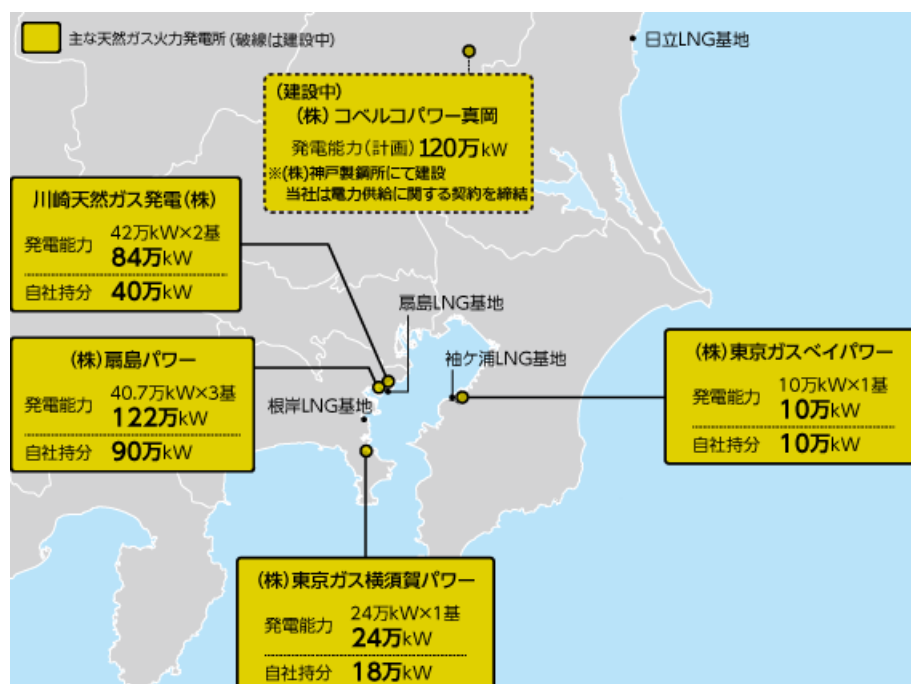 主な天然ガス火力発電所(破線は建設中)
日立LNG基地
(建設中)
(株)コベルコパワー真岡
発電能力(計画)120万kW
※(株)神戸製鋼所にて建設
当社は電力供給に関する契約を締結
川崎天然ガス発電(株)
発電能力 42万kW×2基
84万kW
自社持分 40万kW
扇島LNG基地
(株)扇島パワー
発電能力 40.7万kW×3基
122万kW
自社持分 90万kW
根岸LNG基地
袖ケ浦LNG基地
(株)東京ガスベイパワー
発電能力 10万kW×1基
10万kW
自社持分 10万kW
(株)東京ガス横須賀パワー
発電能力 24万kW×1基
24万kW
自社持分 18万kW